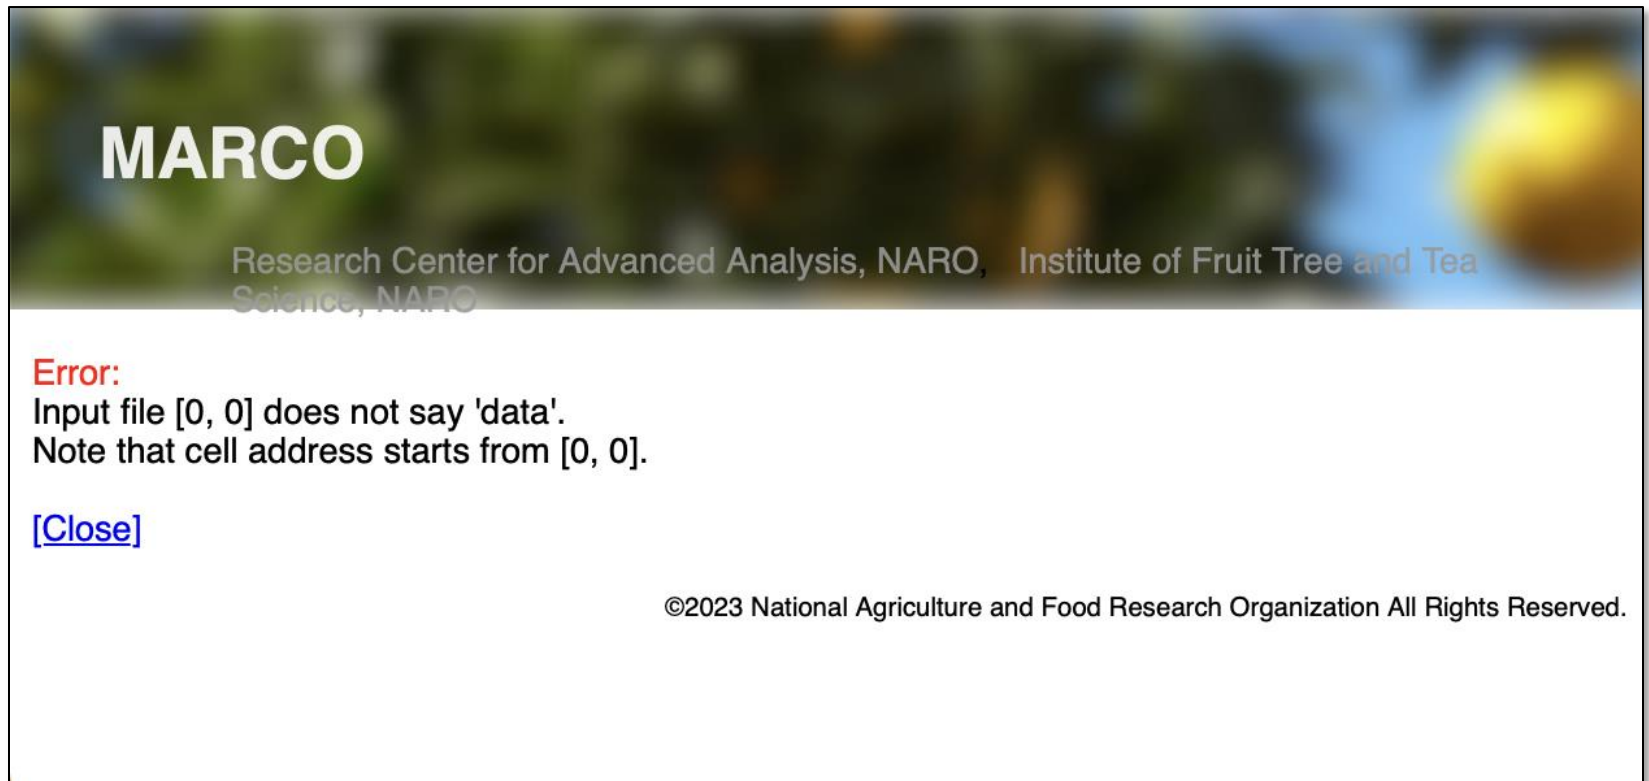 MARCO
Research Center for Advanced Analysis, NARO,   Institute of Fruit Tree and Tea
Science, NARO
Error:
Input file [0, 0] does not say 'data'.
Note that cell address starts from [0, 0].
[Close]
©2023 National Agriculture and Food Research Organization All Rights Reserved.